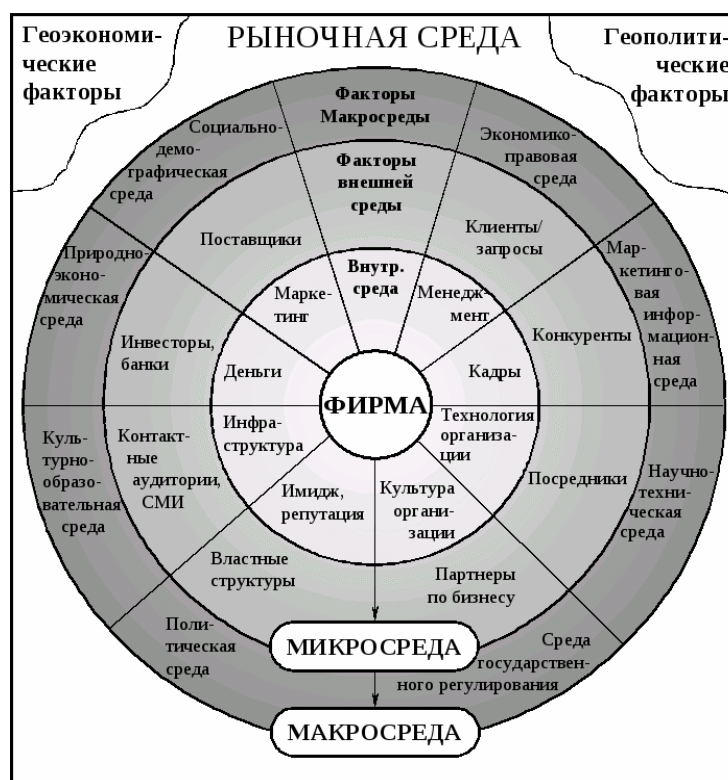 Геоэкономи-
ческие
факторы
РЫНОЧНАЯ СРЕДА
Геополити-
ческие
факторы
Факторы
Макросреды
Социально-
демо-
графическая
среда
Экономико-
правовая
среда
Факторы
внешней
среды
Поставщики
Клиенты/
запросы
Природно-
эконо-
мическая
среда
Мар-
кетинго-
вая
инфор-
мацион-
ная
среда
Внутр.
среда
Марке-
тинг
Менедж-
мент
Инвесторы,
банки
Конкуренты
Деньги
Кадры
ФИРМА
Инфра-
структура
Технология
организа-
ции
Куль-
турно-
образо-
вательная
среда
Контакт-
ные
аудитории,
СМИ
Посредники
Научно-
техни-
ческая
среда
Имидж,
репутация
Культура
органи-
зации
Властные
структуры
Партнеры
по бизнесу
Поли-
тическая
среда
МИКРОСРЕДА
Среда
государствен-
ного регулирования
МАКРОСРЕДА